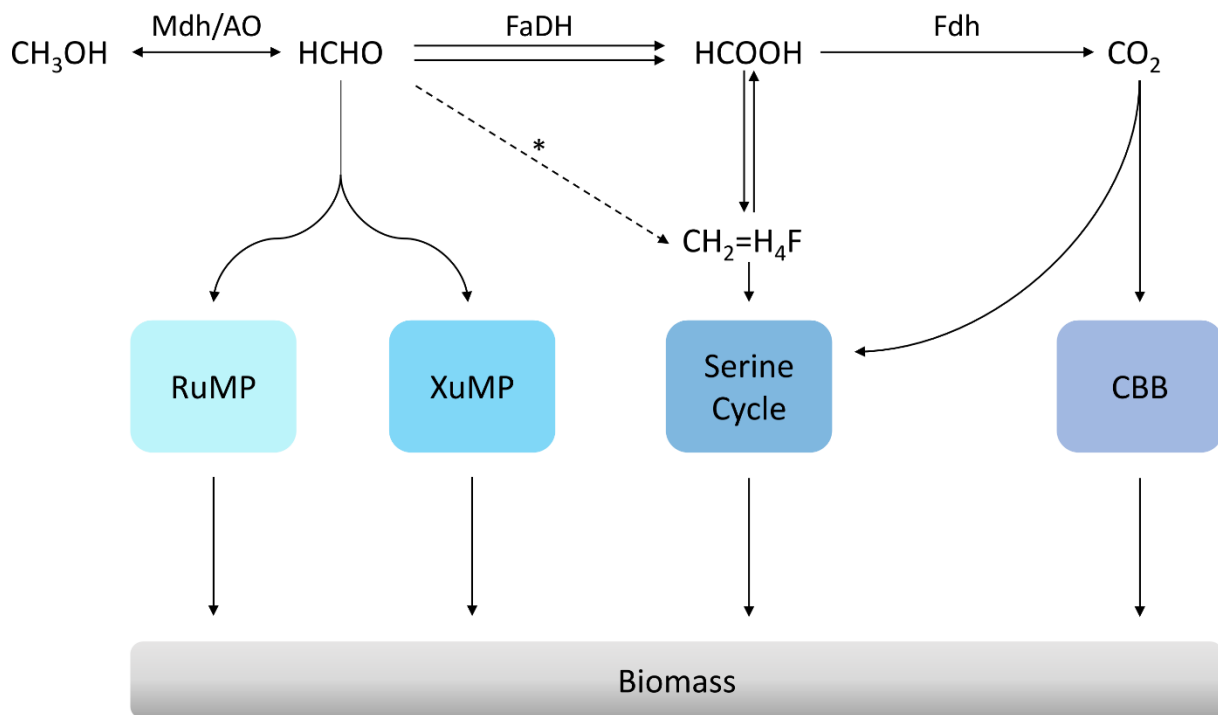 Mdh/AO
FaDH
Fdh
CH₃OH
HCHO
HCOOH
CO₂
*
CH₂=H₄F
RuMP
XuMP
Serine
Cycle
CBB
Biomass